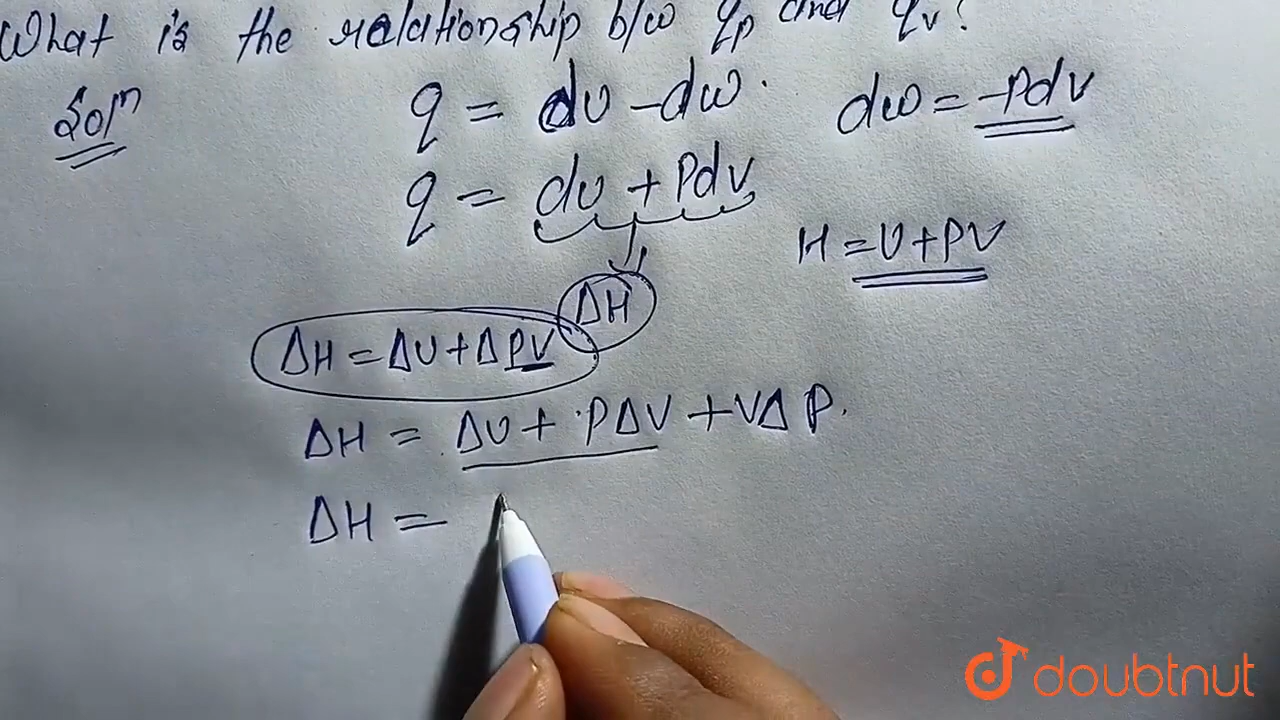 What is the relationship b/w qp and qv?
Solⁿ
q = dU - dw. dw = -Pdv
q = dU + Pdv
H = U + PV
ΔH
ΔH = ΔU + ΔPV
ΔH = ΔU + PΔV + VΔP.
ΔH =
doubtnut